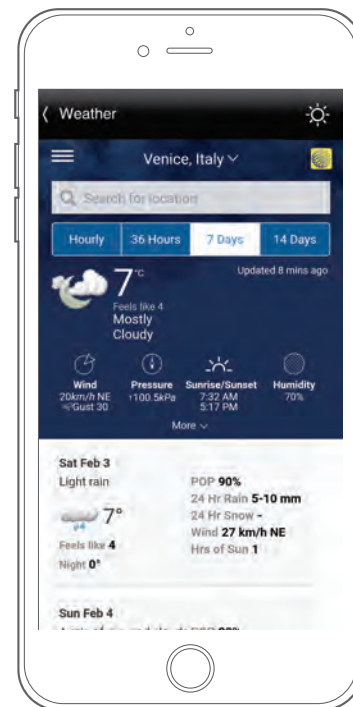 Weather
Venice, Italy
Search for location
Hourly 36 Hours 7 Days 14 Days
Updated 8 mins ago
7°C
Feels like 4
Mostly
Cloudy
Wind Pressure Sunrise/Sunset Humidity
20km/h NE ↑100.5kPa 7:32 AM 70%
Gust 30 5:17 PM
More
Sat Feb 3
Light rain POP 90%
24 Hr Rain 5-10 mm
7° 24 Hr Snow -
Wind 27 km/h NE
Feels like 4 Hrs of Sun 1
Night 0°
Sun Feb 4